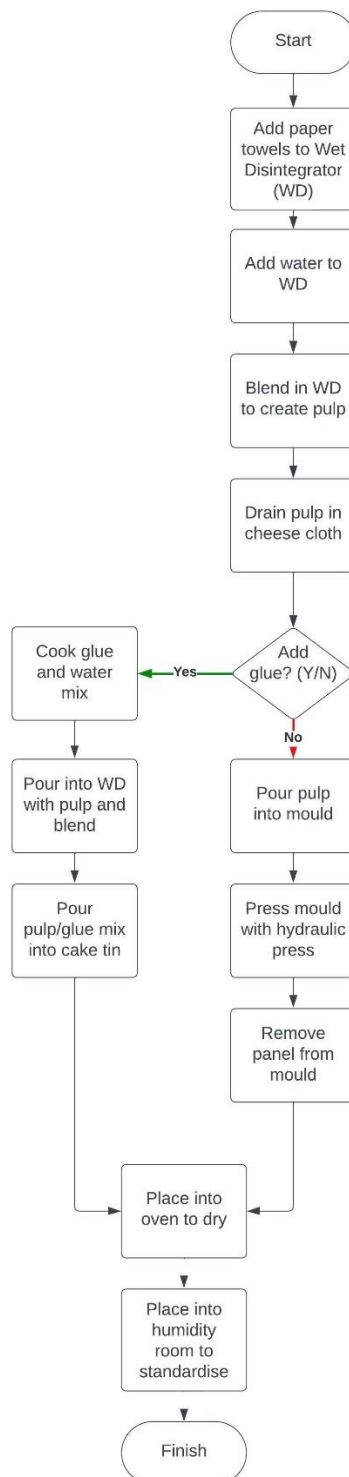 Start
Add paper
towels to Wet
Disintegrator
(WD)
Add water to
WD
Blend in WD
to create pulp
Drain pulp in
cheese cloth
Add
glue? (Y/N)
Yes
No
Cook glue
and water
mix
Pour into WD
with pulp and
blend
Pour
pulp/glue mix
into cake tin
Pour pulp
into mould
Press mould
with hydraulic
press
Remove
panel from
mould
Place into
oven to dry
Place into
humidity
room to
standardise
Finish